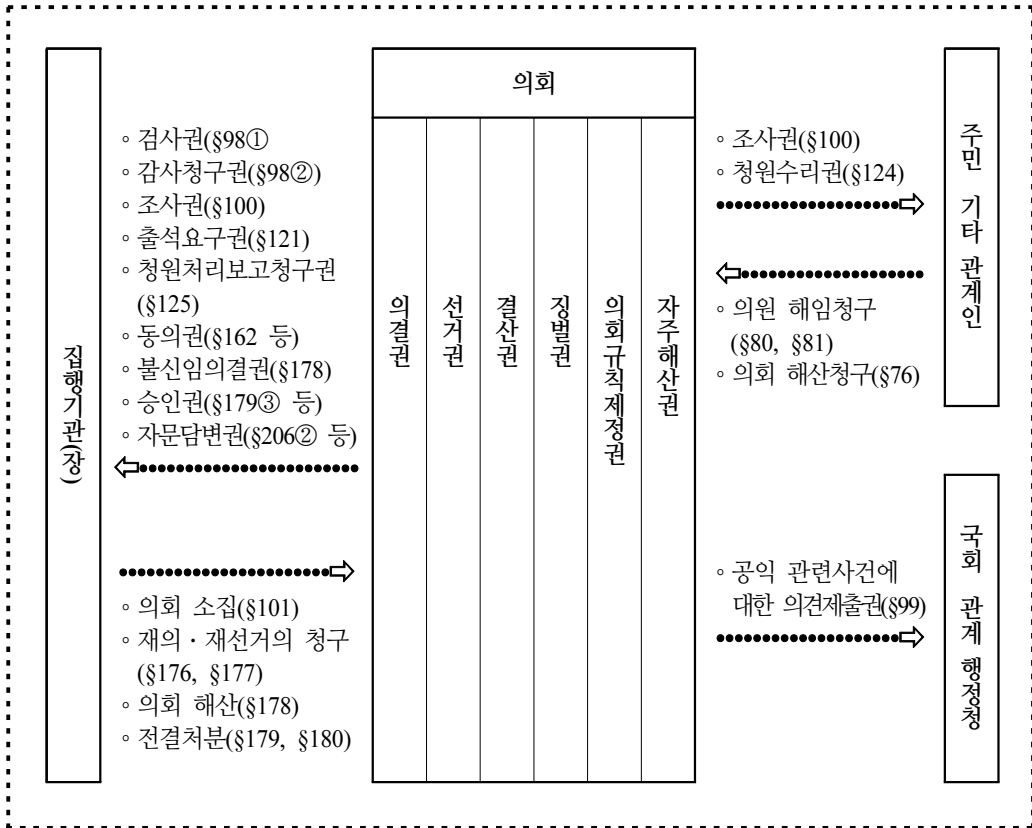 집행기관(장)
◦ 검사권(§98①
◦ 감사청구권(§98②)
◦ 조사권(§100)
◦ 출석요구권(§121)
◦ 청원처리보고청구권
(§125)
◦ 동의권(§162 등)
◦ 불신임의결권(§178)
◦ 승인권(§179③ 등)
◦ 자문답변권(§206② 등)
◦ 의회 소집(§101)
◦ 재의 · 재선거의 청구
(§176, §177)
◦ 의회 해산(§178)
◦ 전결처분(§179, §180)
의회
의결권
선거권
결산권
징벌권
의회규칙제정권
자주해산권
◦ 조사권(§100)
◦ 청원수리권(§124)
◦ 의원 해임청구
(§80, §81)
◦ 의회 해산청구(§76)
◦ 공익 관련사건에
대한 의견제출권(§99)
주민 기타 관계인
국회 관계 행정청